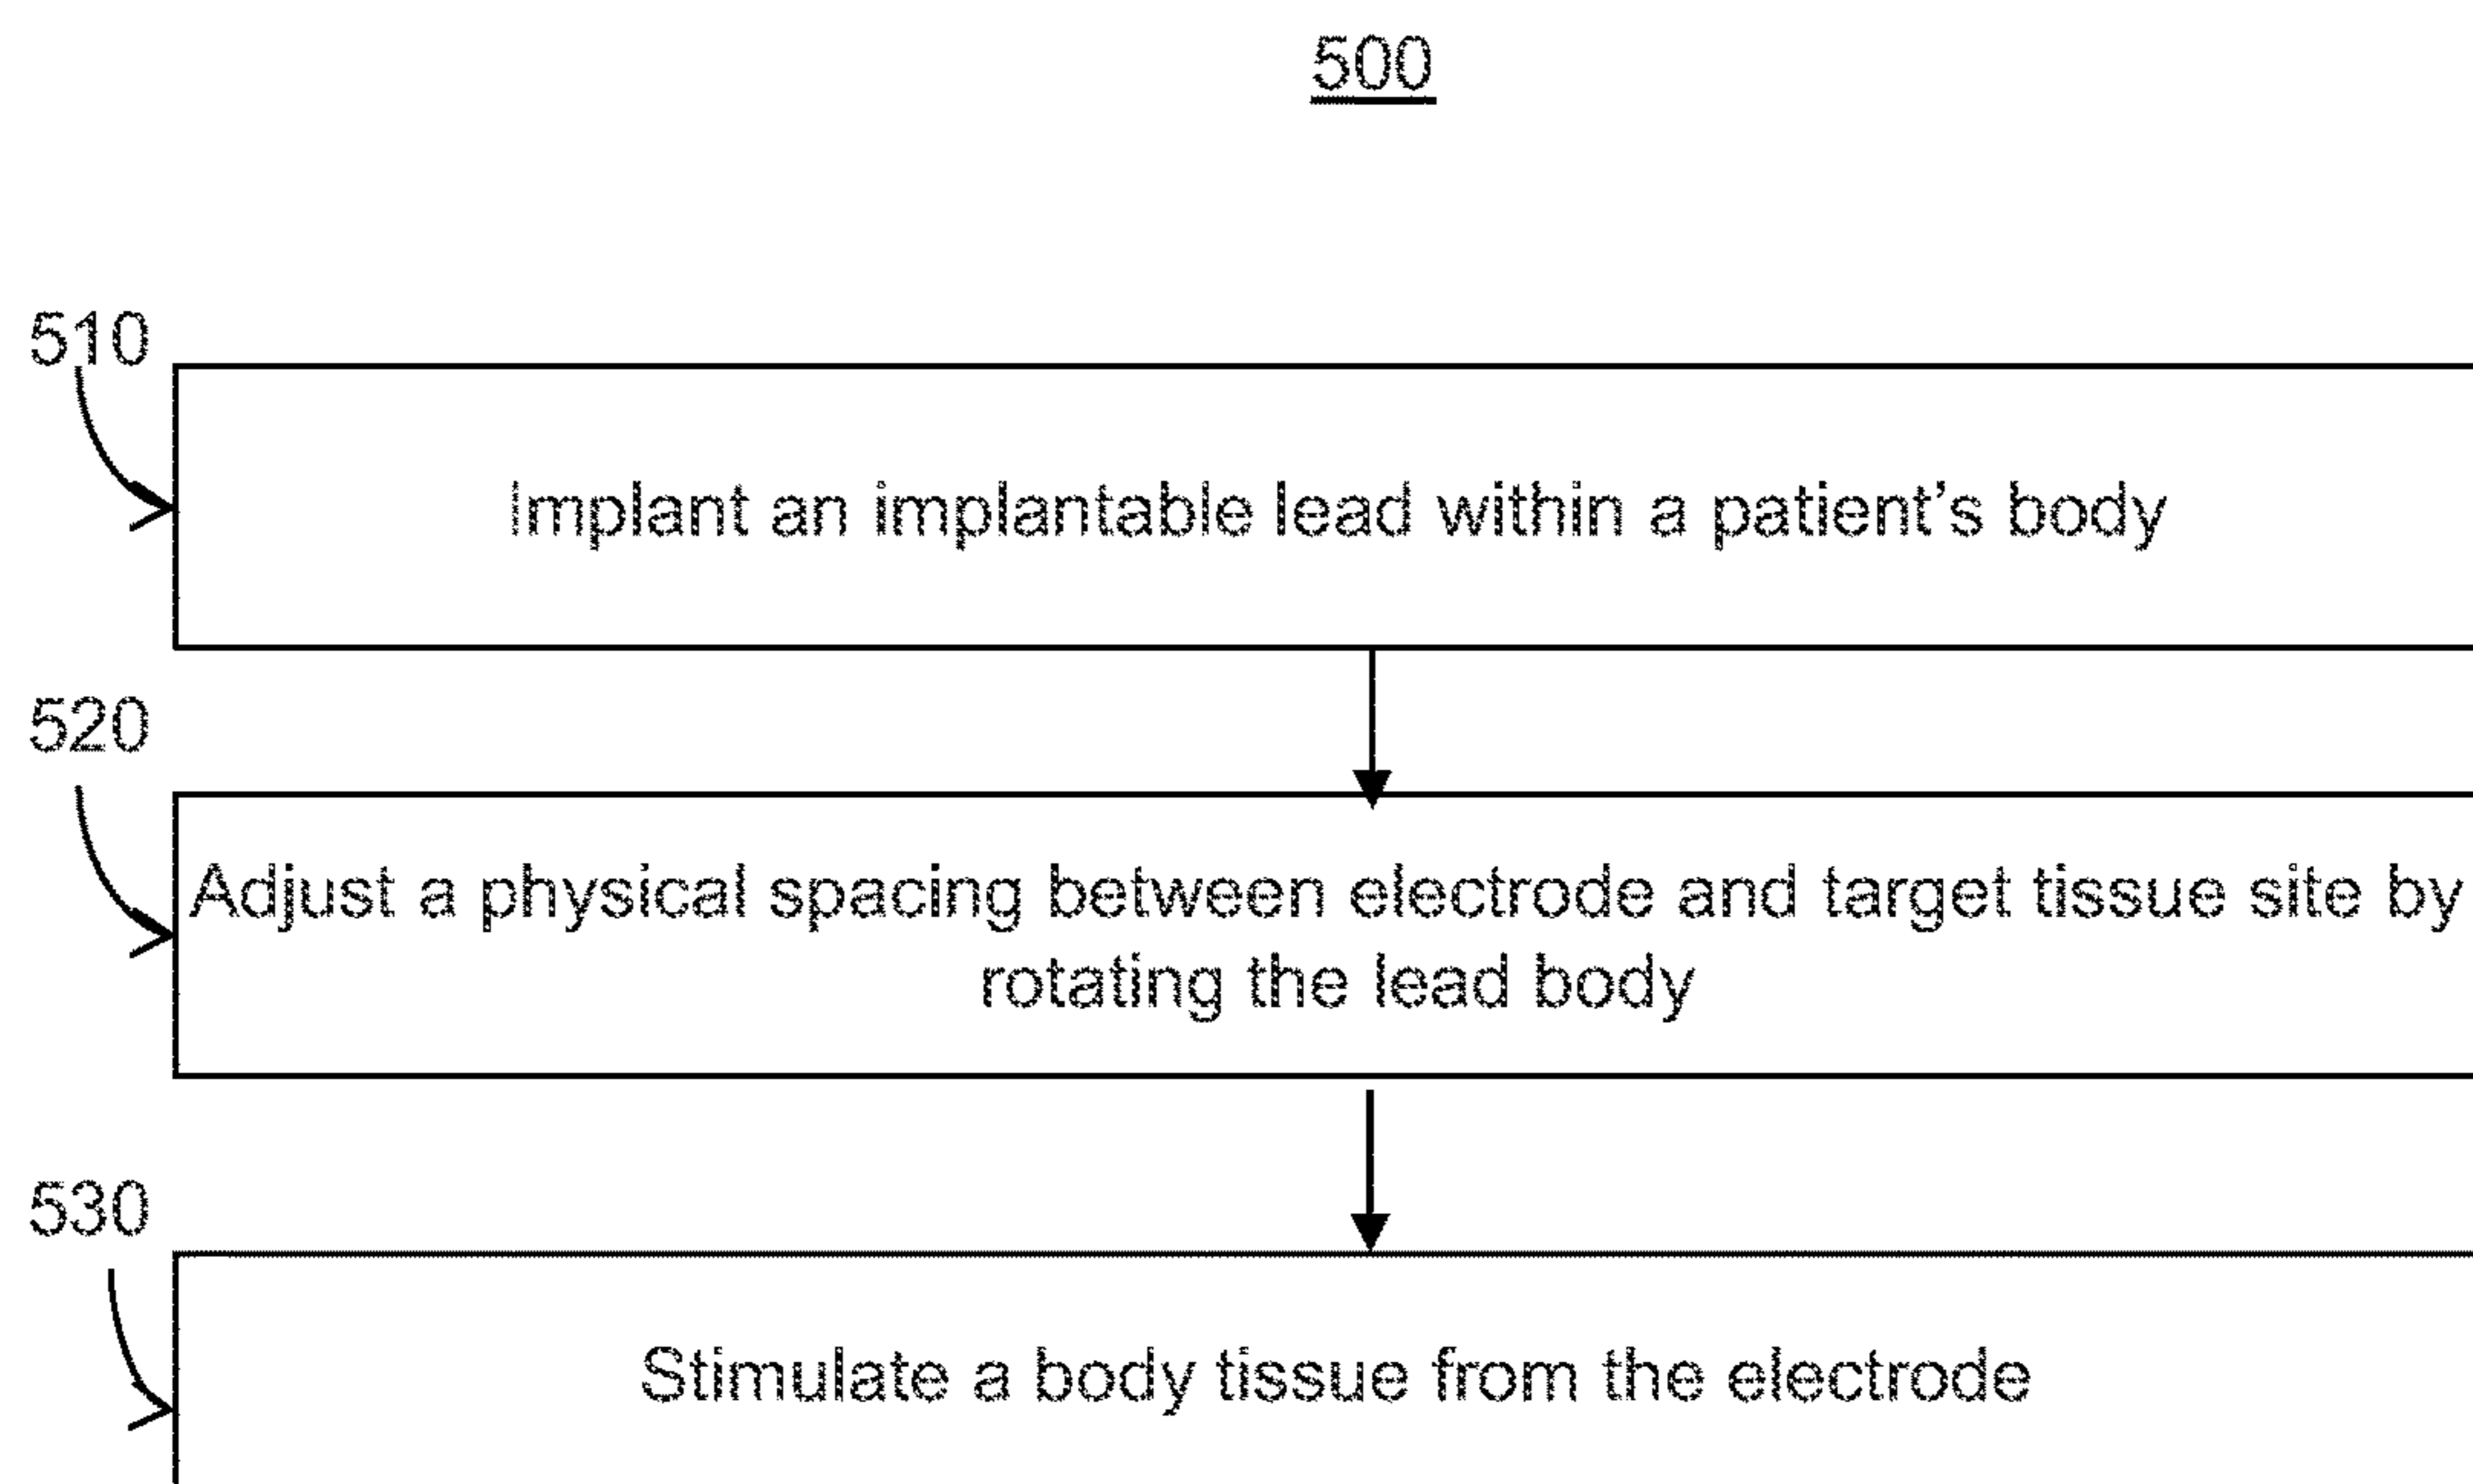 500
510
Implant an implantable lead within a patient’s body
520
Adjust a physical spacing between electrode and target tissue site by
rotating the lead body
530
Stimulate a body tissue from the electrode